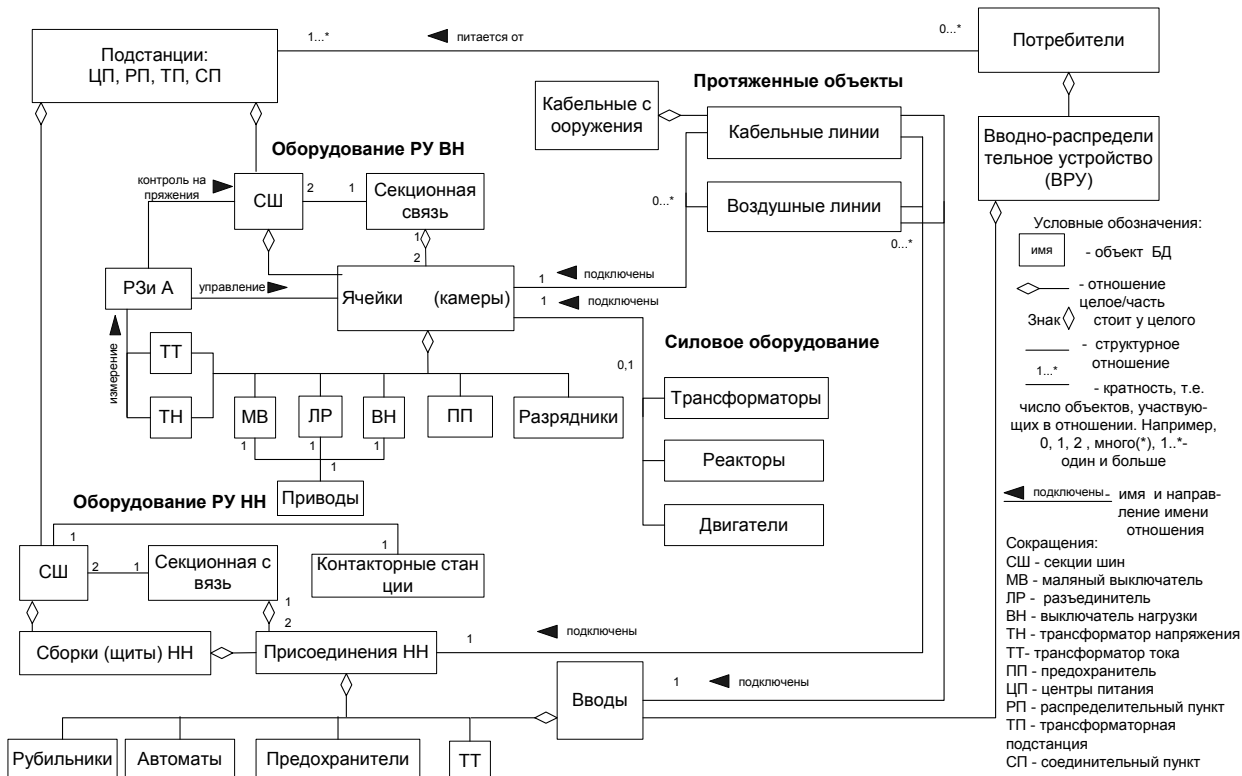 Подстанции:
ЦП, РП, ТП, СП
1...*
питается от
0...*
Потребители
Протяженные объекты
Кабельные с
ооружения
Кабельные линии
Воздушные линии
0...*
0...*
Вводно-распредели
тельное устройство
(ВРУ)
Оборудование РУ ВН
контроль на
пряжения
СШ
2
1
Секционная
связь
1
2
РЗи А
управление
Ячейки (камеры)
1
подключены
1
подключены
измерение
ТТ
ТН
МВ
ЛР
ВН
ПП
Разрядники
1
1
1
1
Приводы
Силовое оборудование
0,1
Трансформаторы
Реакторы
Двигатели
Оборудование РУ НН
1
СШ
2
1
Секционная с
вязь
1
Контакторные стан
ции
1
2
Сборки (щиты) НН
Присоединения НН
1
подключены
Вводы
1
подключены
Рубильники
Автоматы
Предохранители
ТТ
Условные обозначения:
имя
- объект БД
- отношение
целое/часть
Знак стоит у целого
- структурное
отношение
1...*
- кратность, т.е.
число объектов, участвую-
щих в отношении. Например,
0, 1, 2 , много(*), 1..*-
один и больше
подключены
- имя и направ-
ление имени
отношения
Сокращения:
СШ - секции шин
МВ - маляный выключатель
ЛР - разъединитель
ВН - выключатель нагрузки
ТН - трансформатор напряжения
ТТ- трансформатор тока
ПП - предохранитель
ЦП - центры питания
РП - распределительный пункт
ТП - трансформаторная
подстанция
СП - соединительный пункт